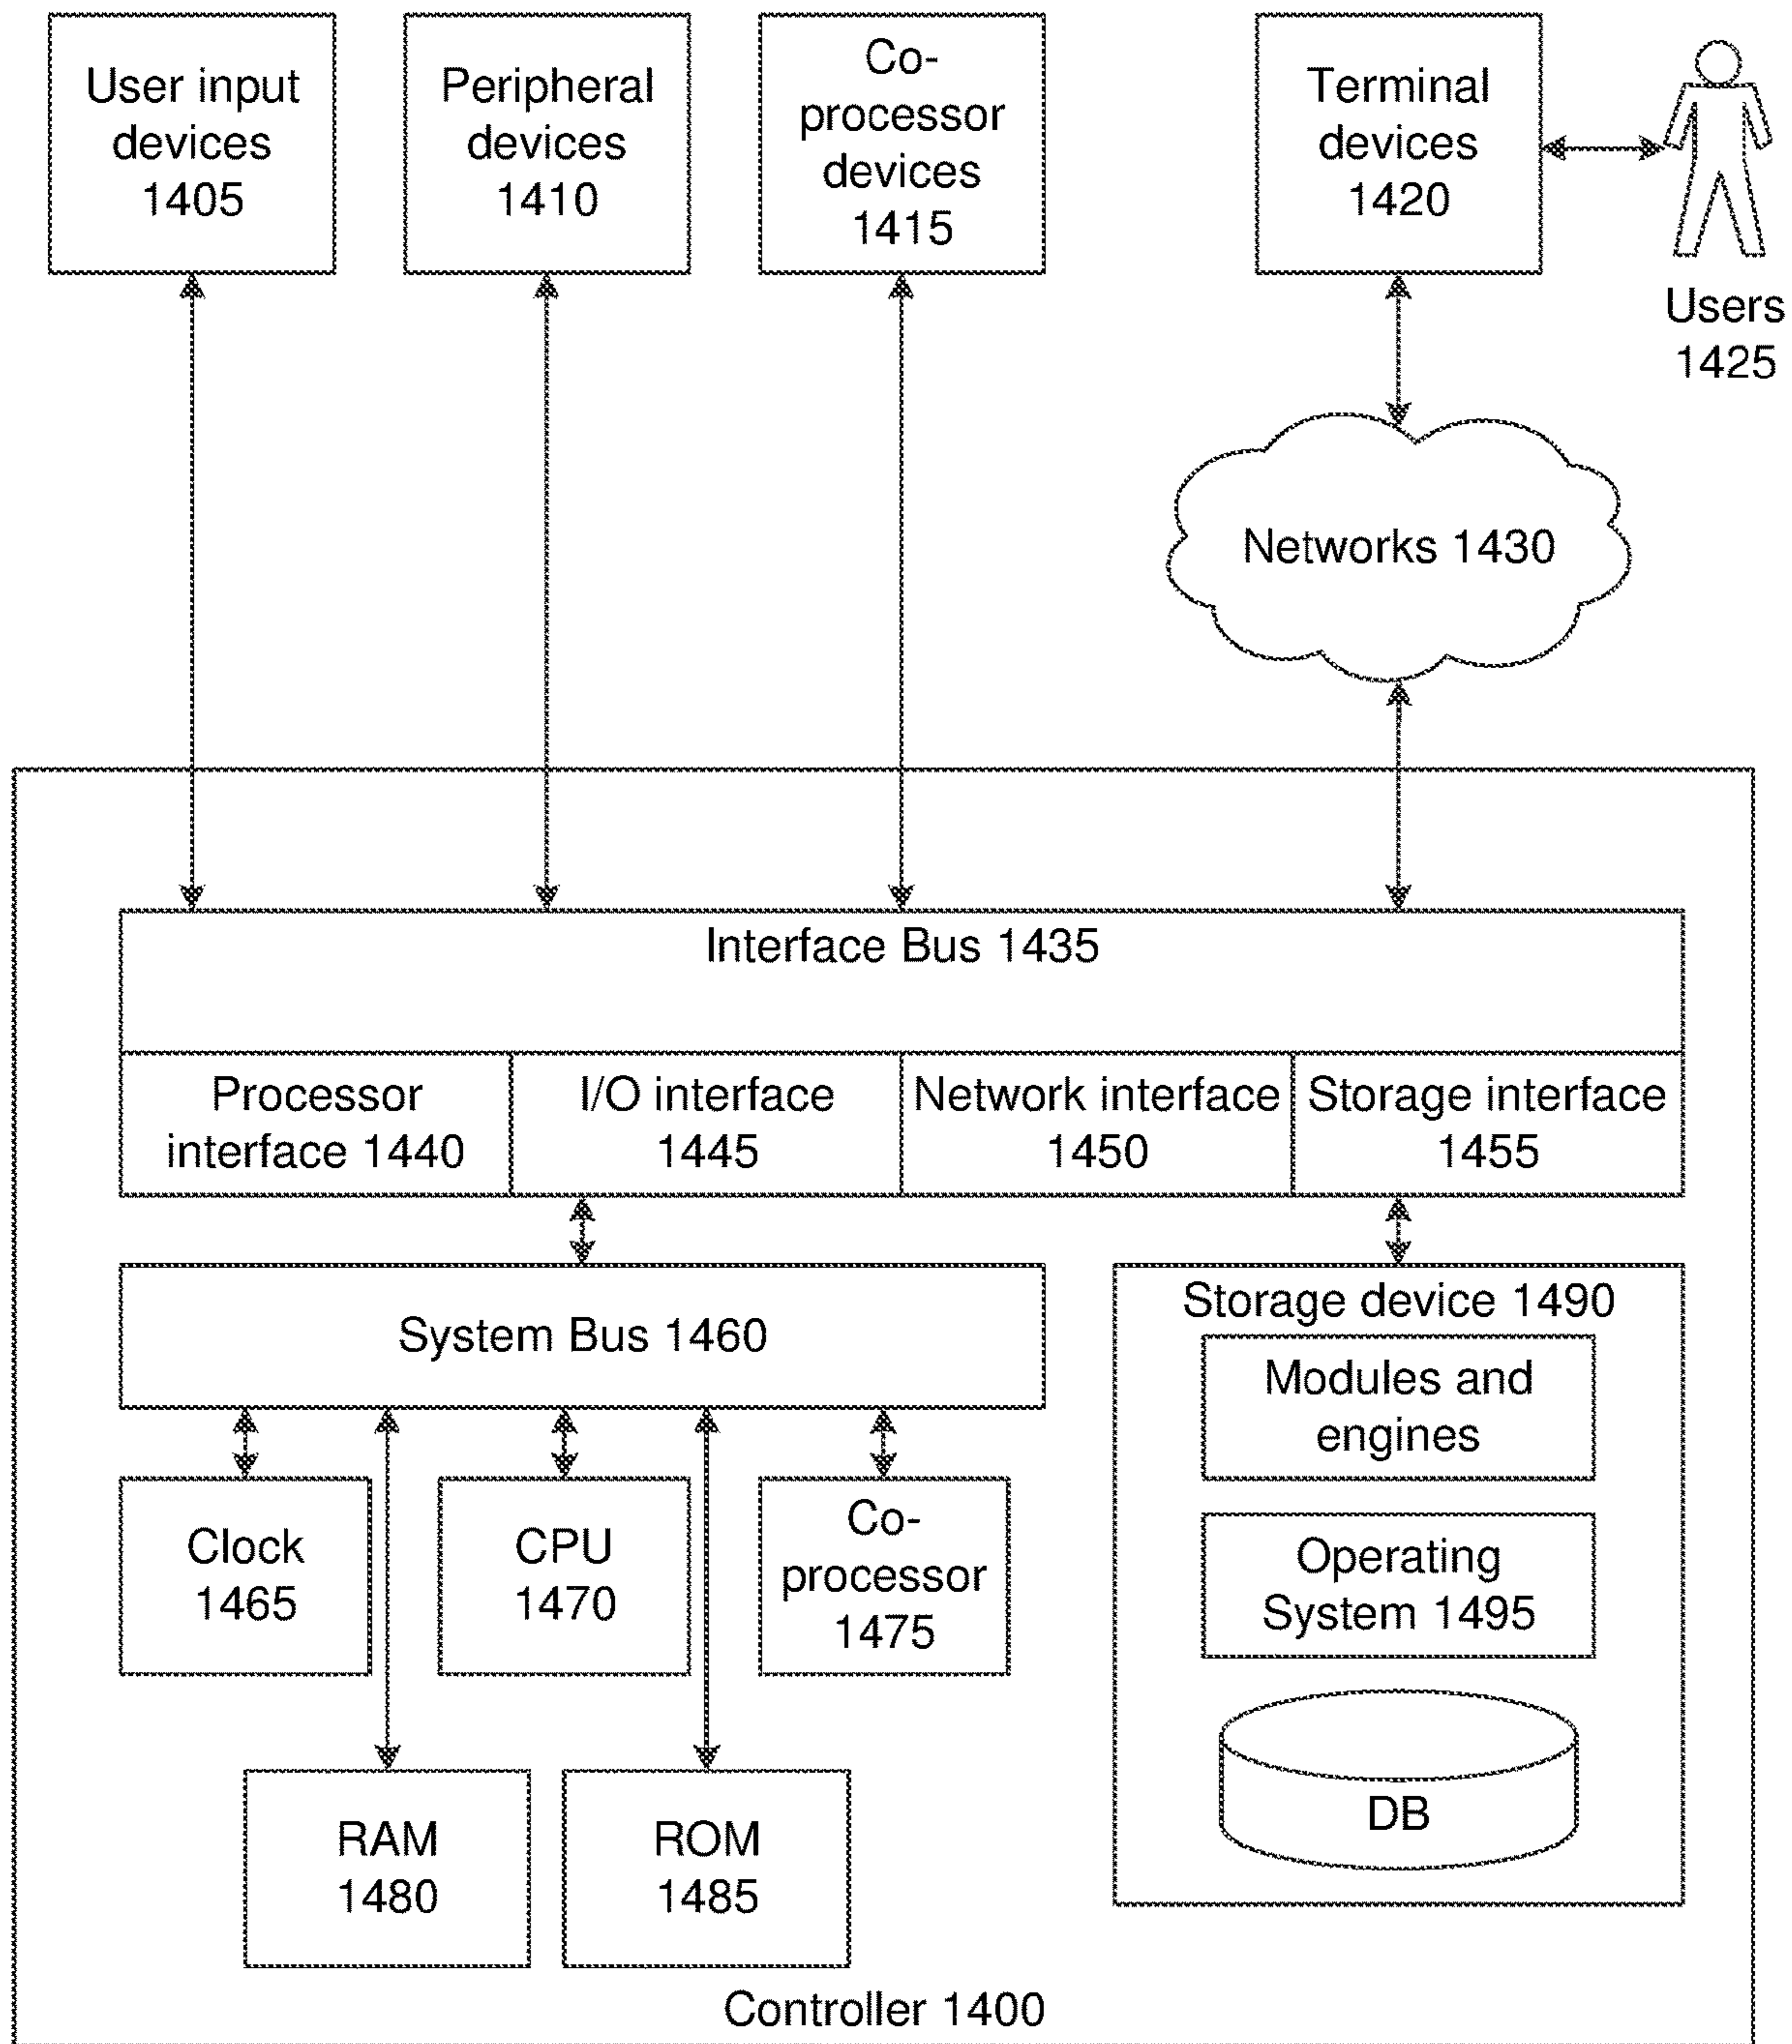 User input
devices
1405
Peripheral
devices
1410
Co-
processor
devices
1415
Terminal
devices
1420
Users
1425
Networks 1430
Interface Bus 1435
Processor
interface 1440
I/O interface
1445
Network interface
1450
Storage interface
1455
System Bus 1460
Storage device 1490
Modules and
engines
Operating
System 1495
DB
Clock
1465
CPU
1470
Co-
processor
1475
RAM
1480
ROM
1485
Controller 1400